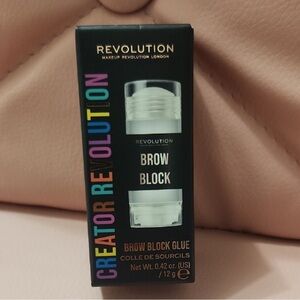 REVOLUTION
MAKEUP REVOLUTION LONDON
CREATOR REVOLUTION
REVOLUTION
BROW
BLOCK
BROW BLOCK GLUE
COLLE DE SOURCILS
Net Wt. 0.42 oz. (US)
/ 12 g ℮